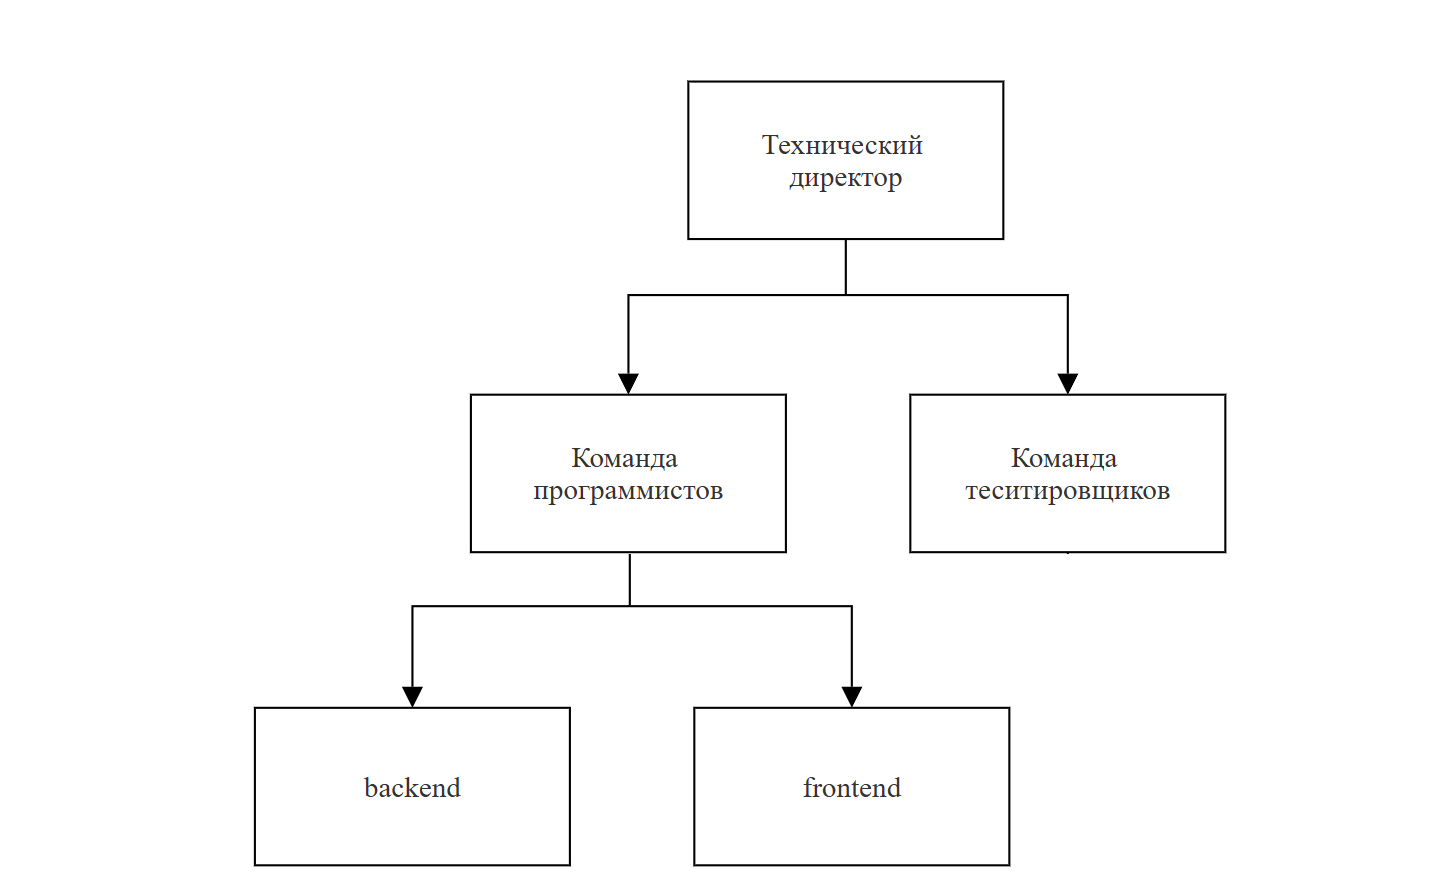 Технический
директор
Команда
программистов
Команда
теситировщиков
backend
frontend